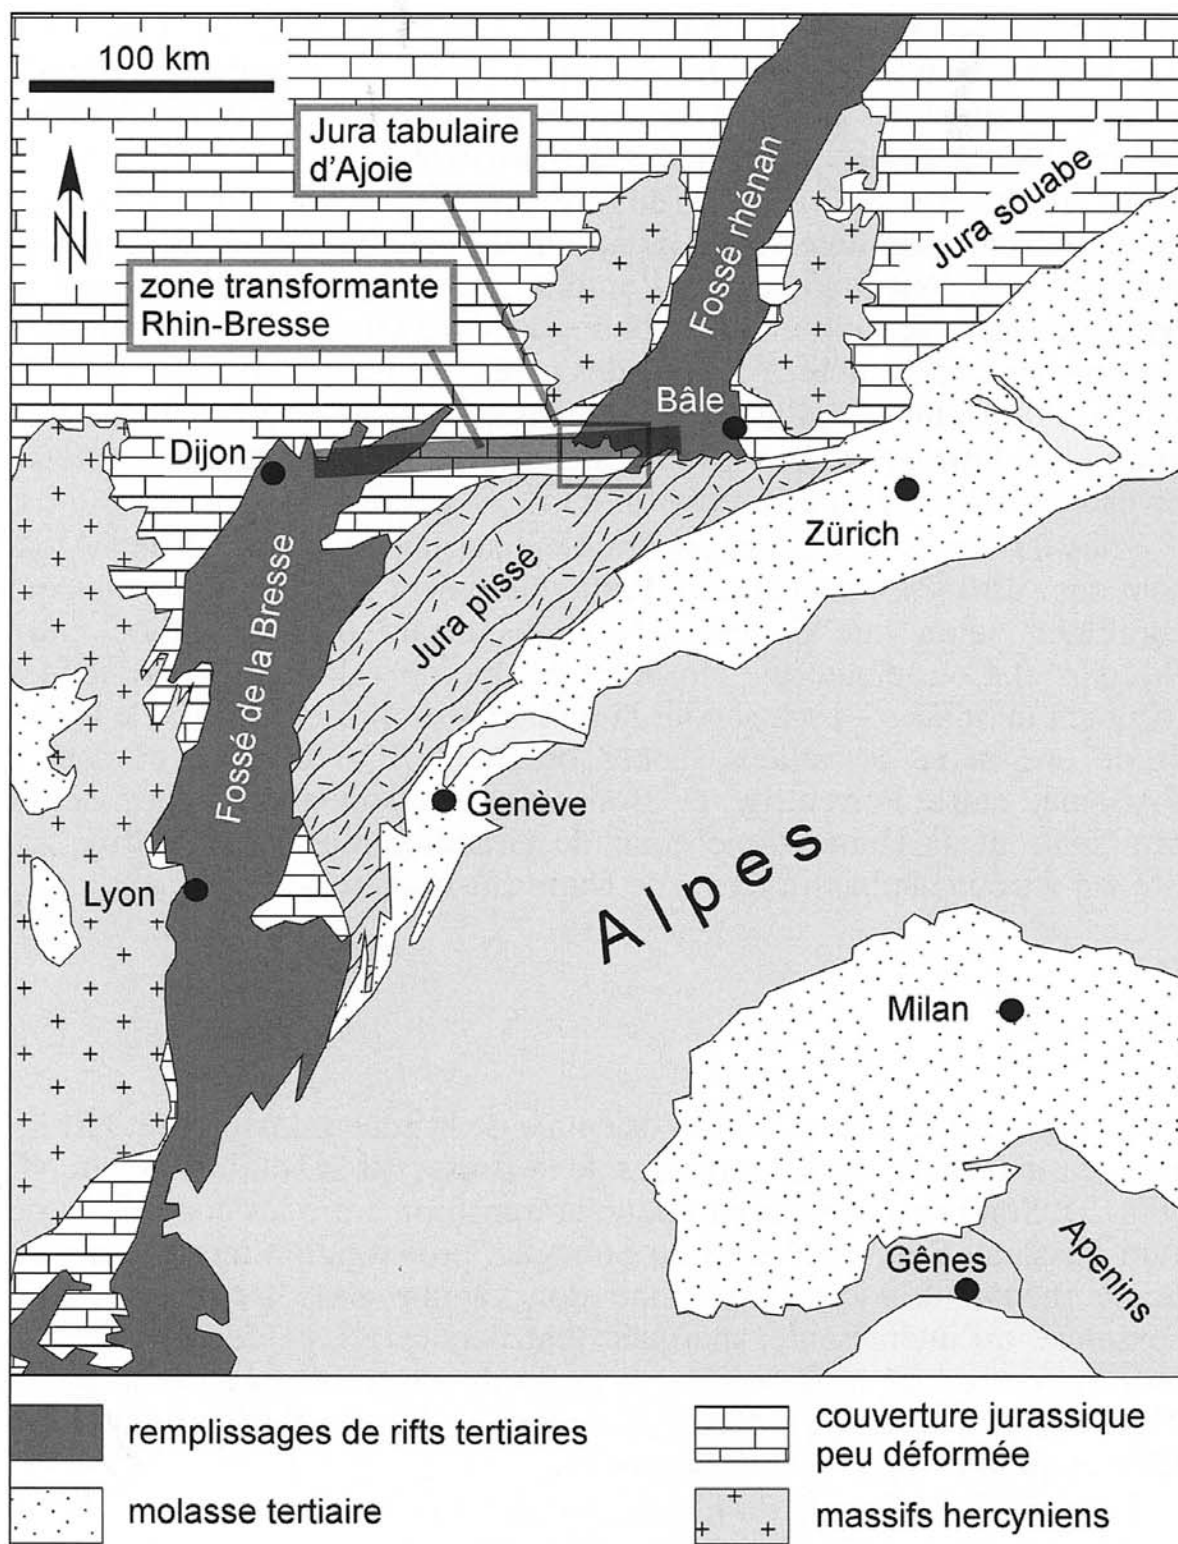 100 km
Jura tabulaire
d'Ajoie
N
zone transformante
Rhin-Bresse
Fossé rhénan
Jura souabe
Bâle
Dijon
Zürich
Jura plissé
Fossé de la Bresse
Genève
Alpes
Lyon
Milan
Gênes
Apenins
remplissages de rifts tertiaires
couverture jurassique
peu déformée
molasse tertiaire
massifs hercyniens